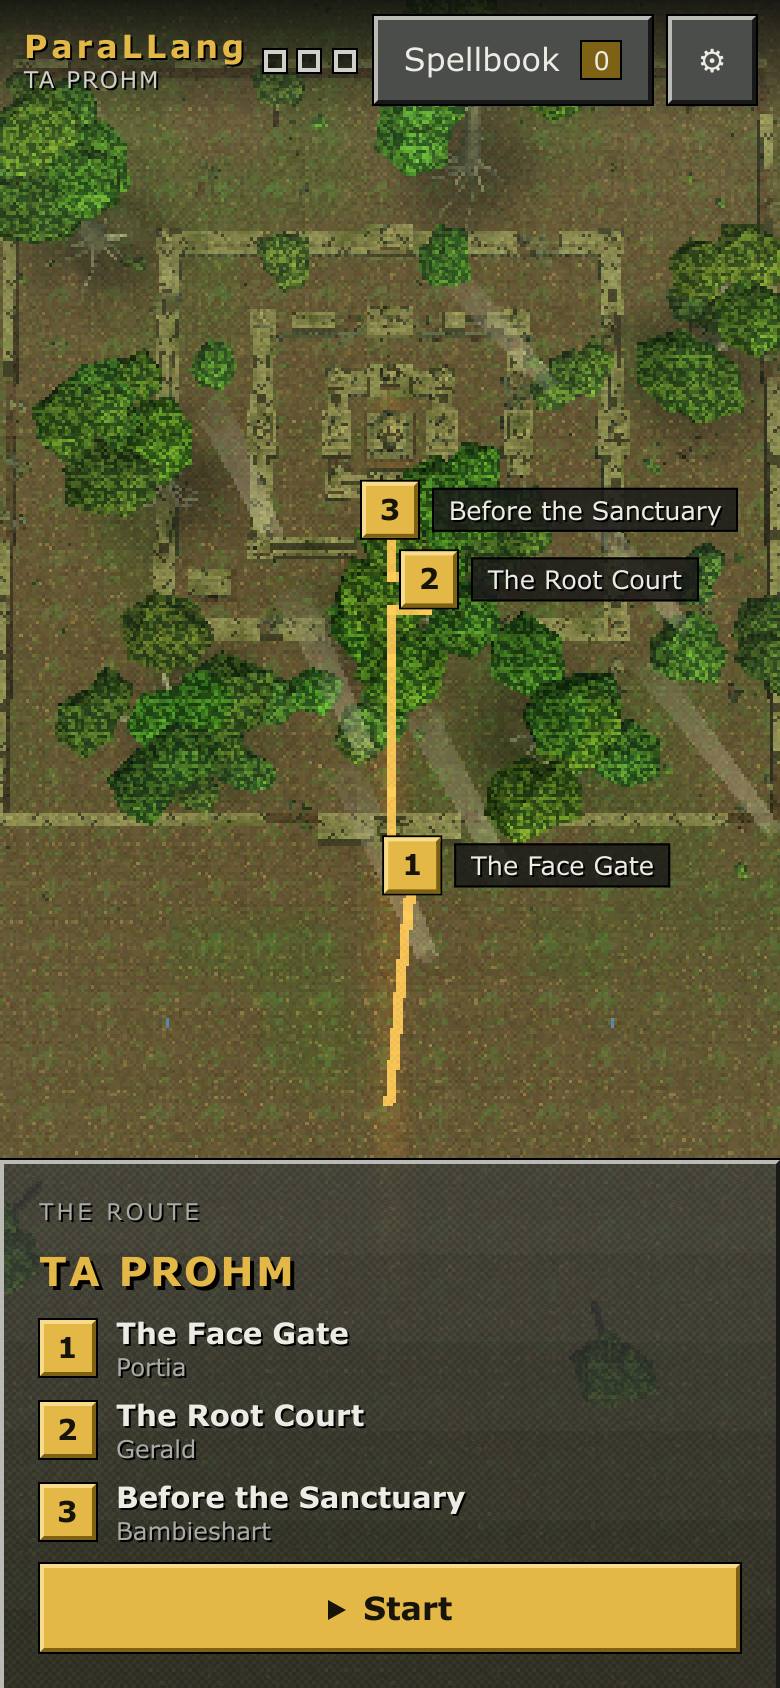 ParaLLang
TA PROHM
Spellbook 0
3 Before the Sanctuary
2 The Root Court
1 The Face Gate
THE ROUTE
TA PROHM
1 The Face Gate
Portia
2 The Root Court
Gerald
3 Before the Sanctuary
Bambieshart
Start